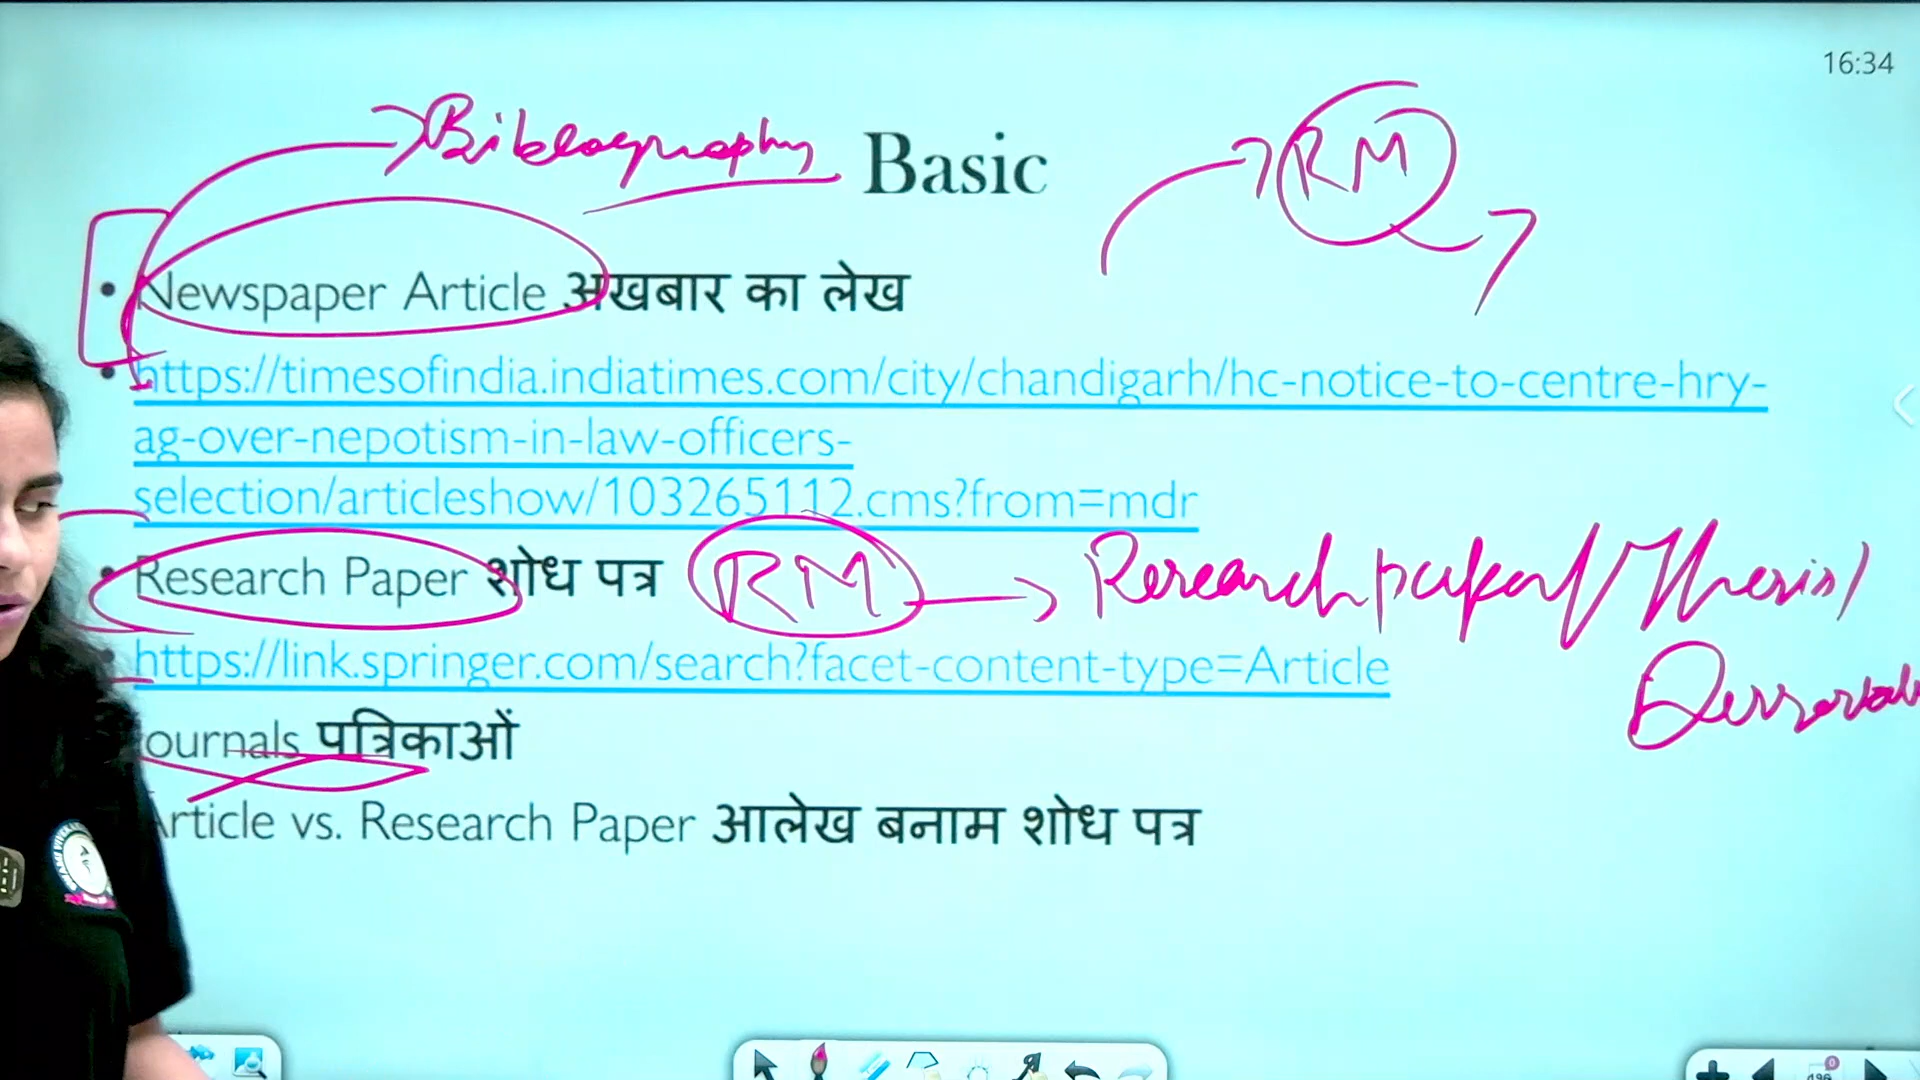 16:34
Bibliography Basic RM
• Newspaper Article अखबार का लेख
• https://timesofindia.indiatimes.com/city/chandigarh/hc-notice-to-centre-hry-
ag-over-nepotism-in-law-officers-
selection/articleshow/103265112.cms?from=mdr
• Research Paper शोध पत्र RM → Research paper / Thesis /
• https://link.springer.com/search?facet-content-type=Article
ournals पत्रिकाओं
Article vs. Research Paper आलेख बनाम शोध पत्र